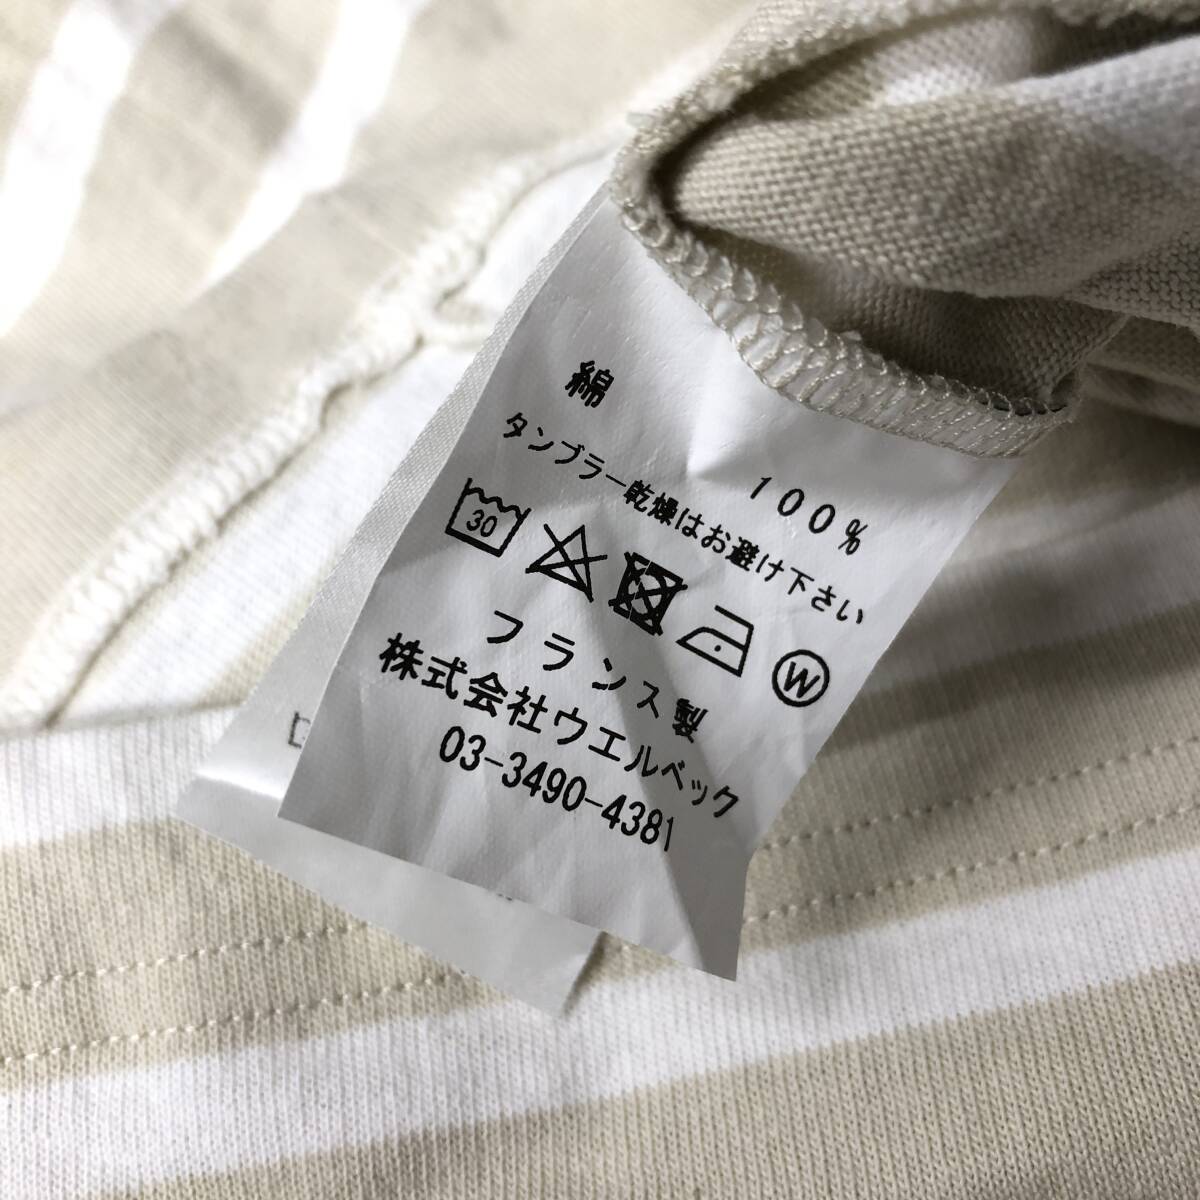 綿 100%
タンブラー乾燥はお避け下さい
30 W
フランス製
株式会社ウエルベック
03-3490-4381